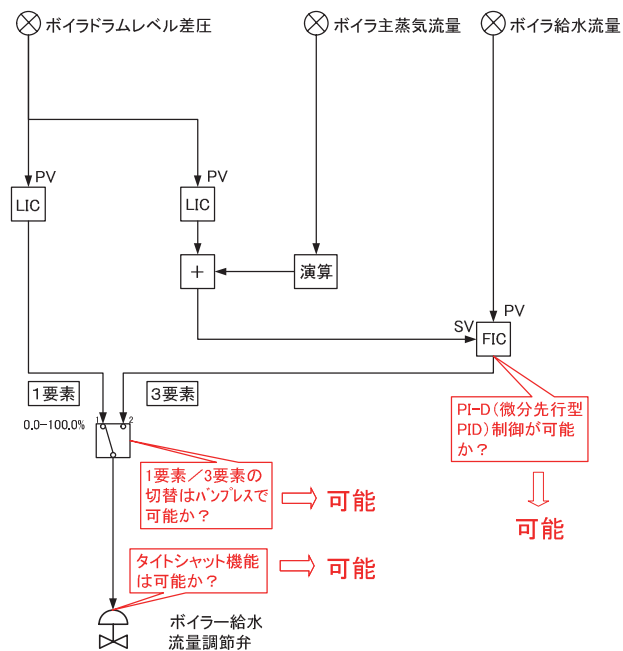 ボイラドラムレベル差圧
ボイラ主蒸気流量
ボイラ給水流量
PV
LIC
PV
LIC
+
演算
PV
SV
FIC
1要素
3要素
0.0-100.0%
1
2
PI-D(微分先行型
PID)制御が可能
か?
可能
1要素/3要素の
切替はバンプレスで
可能か?
可能
タイトシャット機能
は可能か?
可能
ボイラー給水
流量調節弁